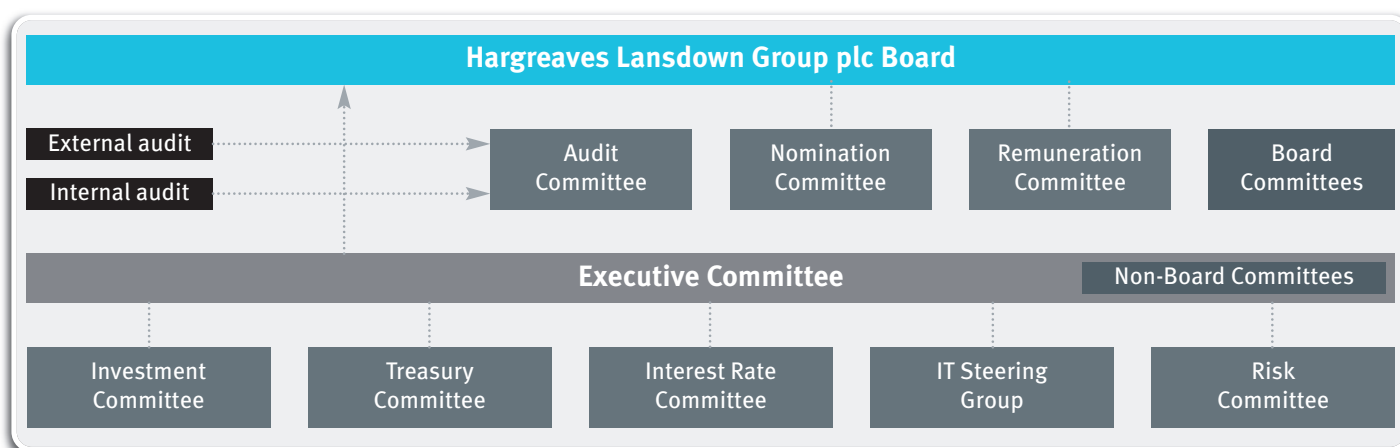 Hargreaves Lansdown Group plc Board
External audit
Internal audit
Audit
Committee
Nomination
Committee
Remuneration
Committee
Board
Committees
Executive Committee
Non-Board Committees
Investment
Committee
Treasury
Committee
Interest Rate
Committee
IT Steering
Group
Risk
Committee